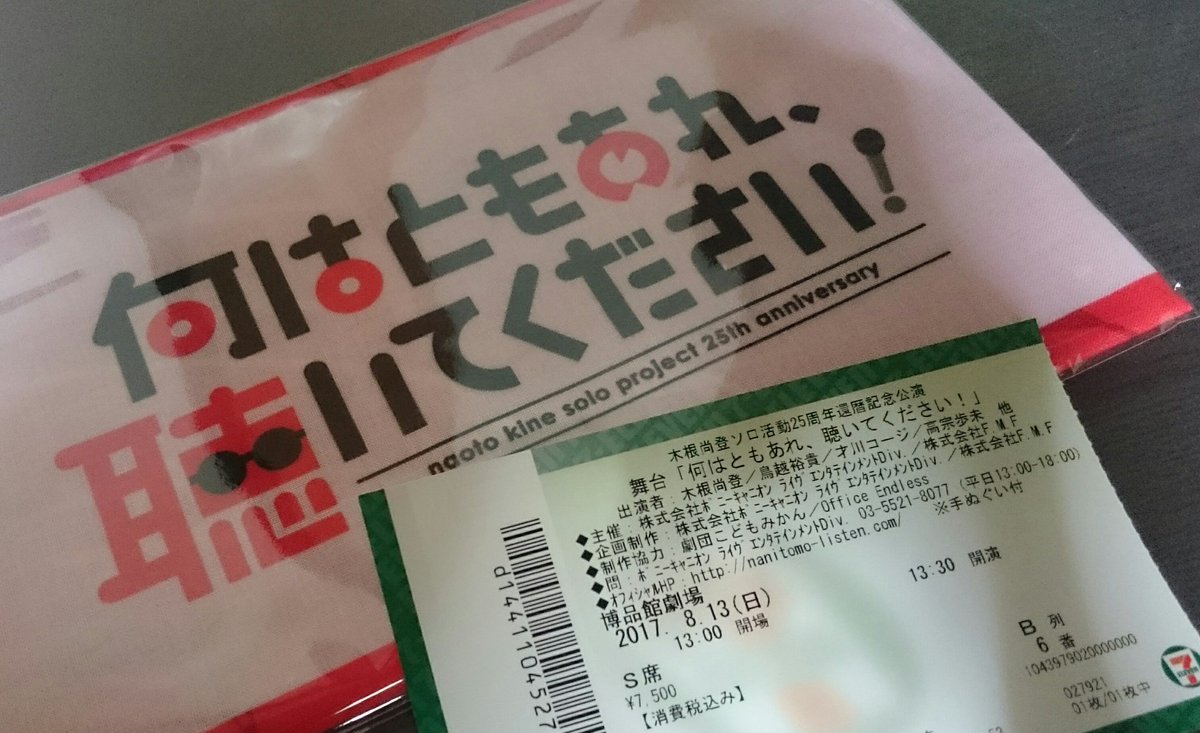 何はともあれ、
聴いてください!
naoto kine solo project 25th anniversary
木根尚登ソロ活動25周年還暦記念公演
舞台「何はともあれ、聴いてください!」
出演者:木根尚登/鳥越裕貴/才川コージ/高宗歩未 他
◆主催:株式会社ポニーキャニオン ライヴ エンタテインメントDiv./株式会社F.M.F
◆企画制作:株式会社ポニーキャニオン ライヴ エンタテインメントDiv./株式会社F.M.F
◆制作協力:劇団こどもみかん/Office Endless
◆問:ポニーキャニオン ライヴ エンタテインメントDiv. 03-5521-8077 (平日13:00-18:00)
◆オフィシャルHP:http://nanitomo-listen.com/ ※手ぬぐい付
博品館劇場
2017. 8.13(日)
13:00 開場 13:30 開演
S席
¥7,500
【消費税込み】
B 列
6 番
1043979020000000
027921
01枚/01枚中
d1441104527
7